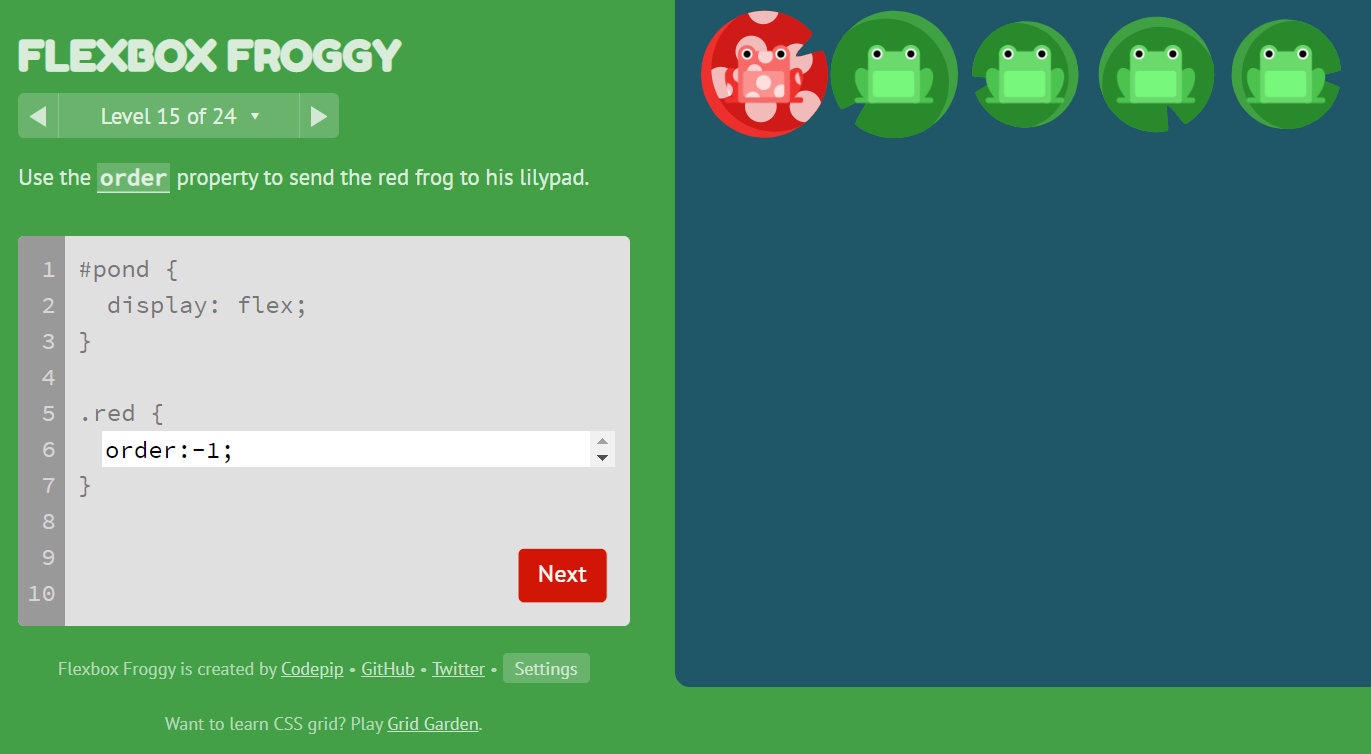 FLEXBOX FROGGY
Level 15 of 24
Use the order property to send the red frog to his lilypad.
1 #pond {
2 display: flex;
3 }
4
5 .red {
6 order:-1;
7 }
8
9
10
Next
Flexbox Froggy is created by Codepip • GitHub • Twitter • Settings
Want to learn CSS grid? Play Grid Garden.